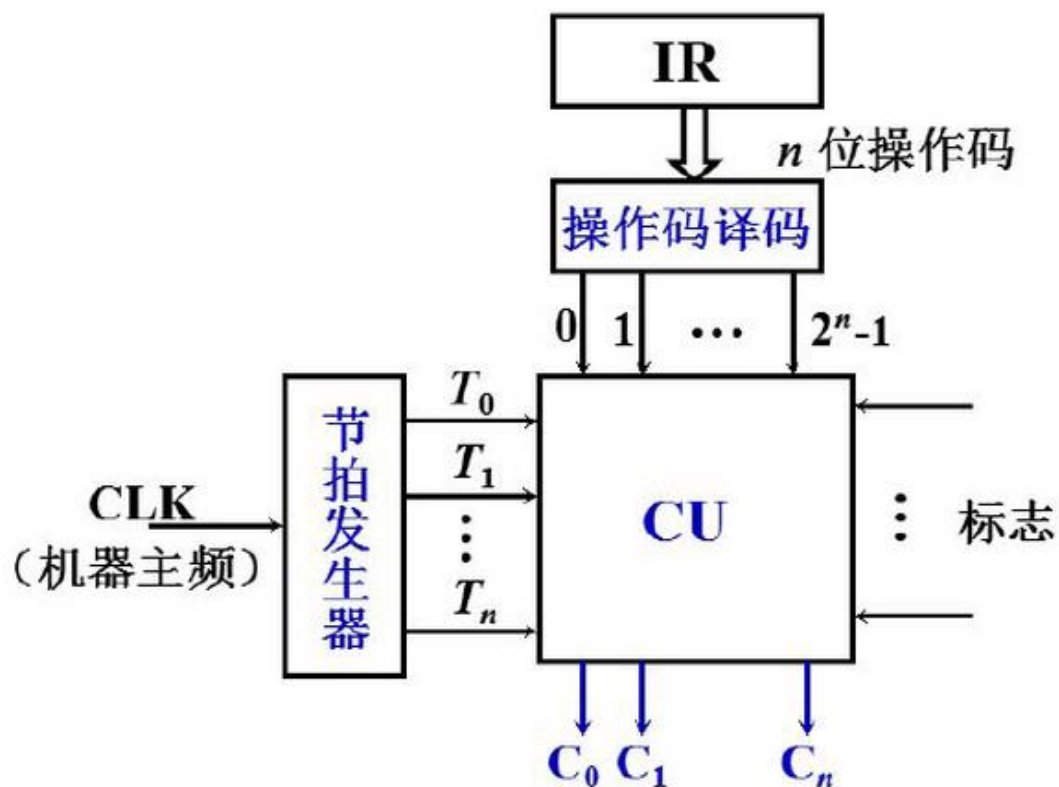 IR
n 位操作码
操作码译码
0 1 … 2ⁿ-1
节拍发生器
T₀
T₁
⋮
Tₙ
CLK
（机器主频）
CU
⋮ 标志
C₀ C₁ Cₙ